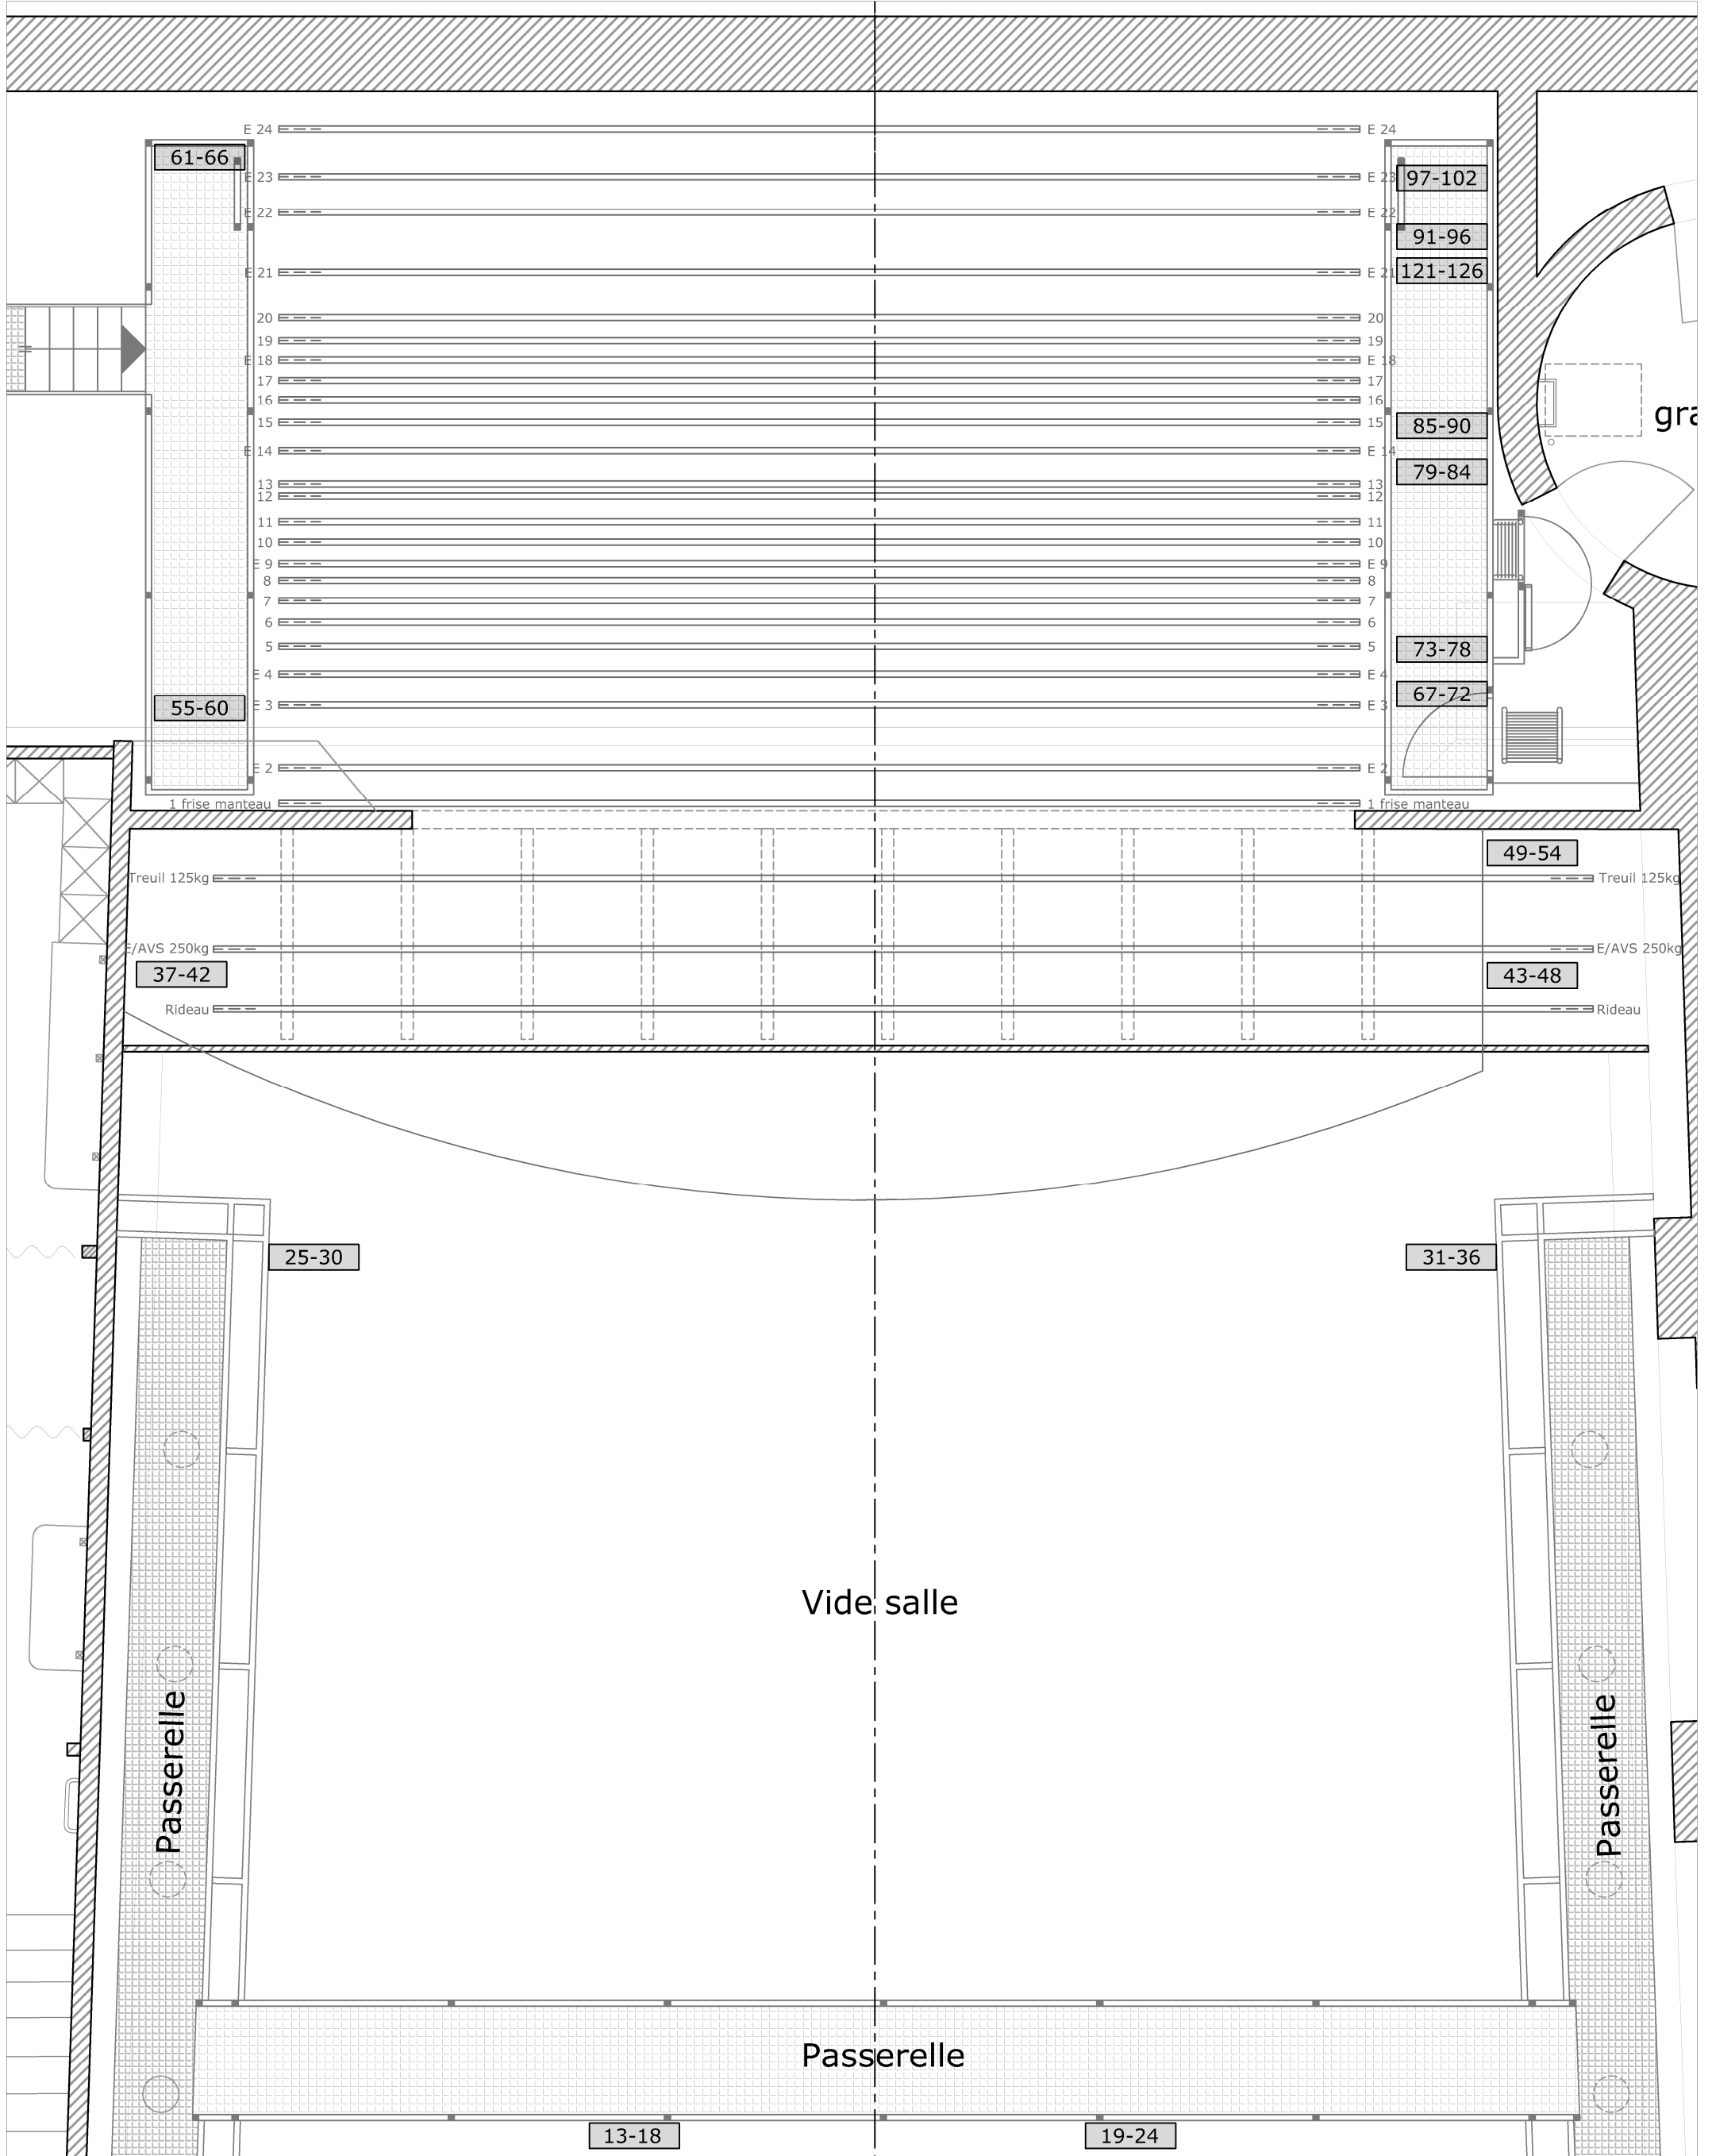 E 24 E 24
61-66
E 23 E 23 97-102
E 22 E 22
91-96
E 21 E 21 121-126
20 20
19 19
E 18 E 18
17 17
16 16
gra
15 15 85-90
E 14 E 14
79-84
13 13
12 12
11 11
10 10
E 9 E 9
8 8
7 7
6 6
5 5 73-78
E 4 E 4
67-72
55-60 E 3 E 3
E 2 E 2
1 frise manteau 1 frise manteau
49-54
Treuil 125kg Treuil 125kg
E/AVS 250kg E/AVS 250kg
37-42 43-48
Rideau Rideau
25-30 31-36
Vide salle
Passerelle Passerelle
Passerelle
13-18 19-24